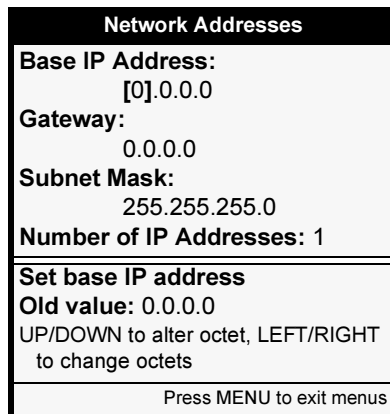 Network Addresses
Base IP Address:
[0].0.0.0
Gateway:
0.0.0.0
Subnet Mask:
255.255.255.0
Number of IP Addresses: 1
Set base IP address
Old value: 0.0.0.0
UP/DOWN to alter octet, LEFT/RIGHT
to change octets
Press MENU to exit menus